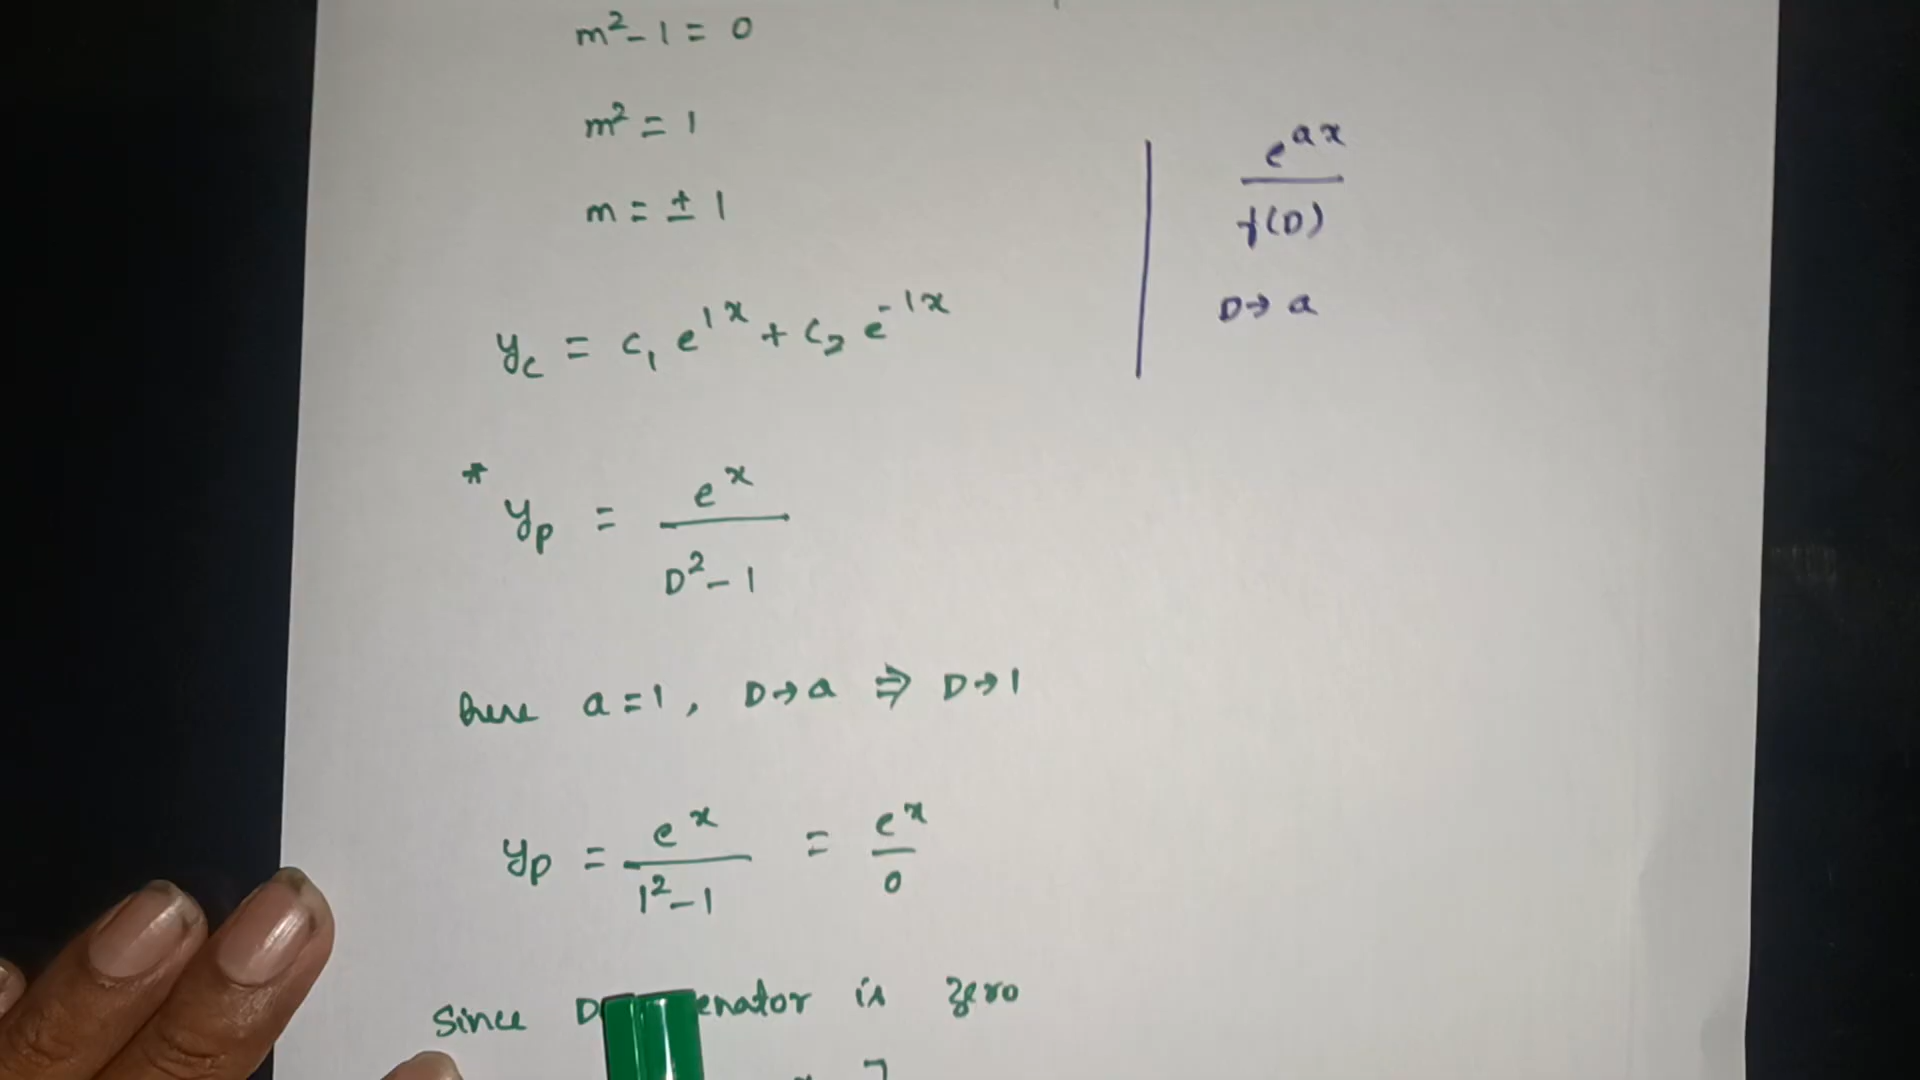 m² - 1 = 0
m² = 1
m = ± 1
y_c = c₁ e^{1x} + c₂ e^{-1x}
* y_p = e^x / (D² - 1)
here a = 1, D → a ⇒ D → 1
y_p = e^x / (1² - 1) = e^x / 0
Since is zero
e^{ax} / f(D)
D → a